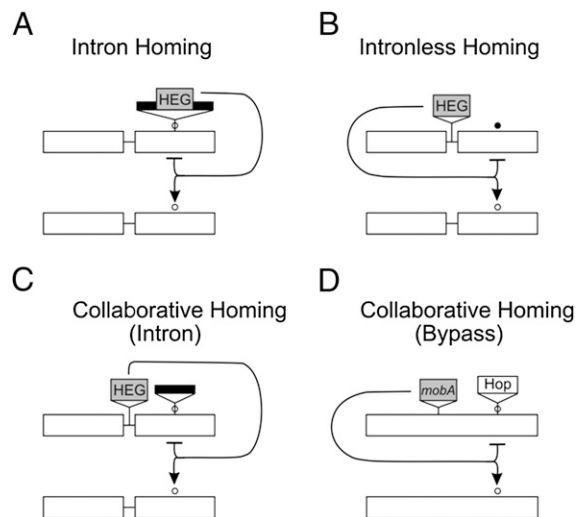 A
Intron Homing
HEG
B
Intronless Homing
HEG
C
Collaborative Homing
(Intron)
HEG
D
Collaborative Homing
(Bypass)
mobA
Hop